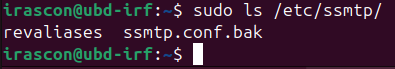 irascon@ubd-irf:~$ sudo ls /etc/ssmtp/
revaliases  ssmtp.conf.bak
irascon@ubd-irf:~$